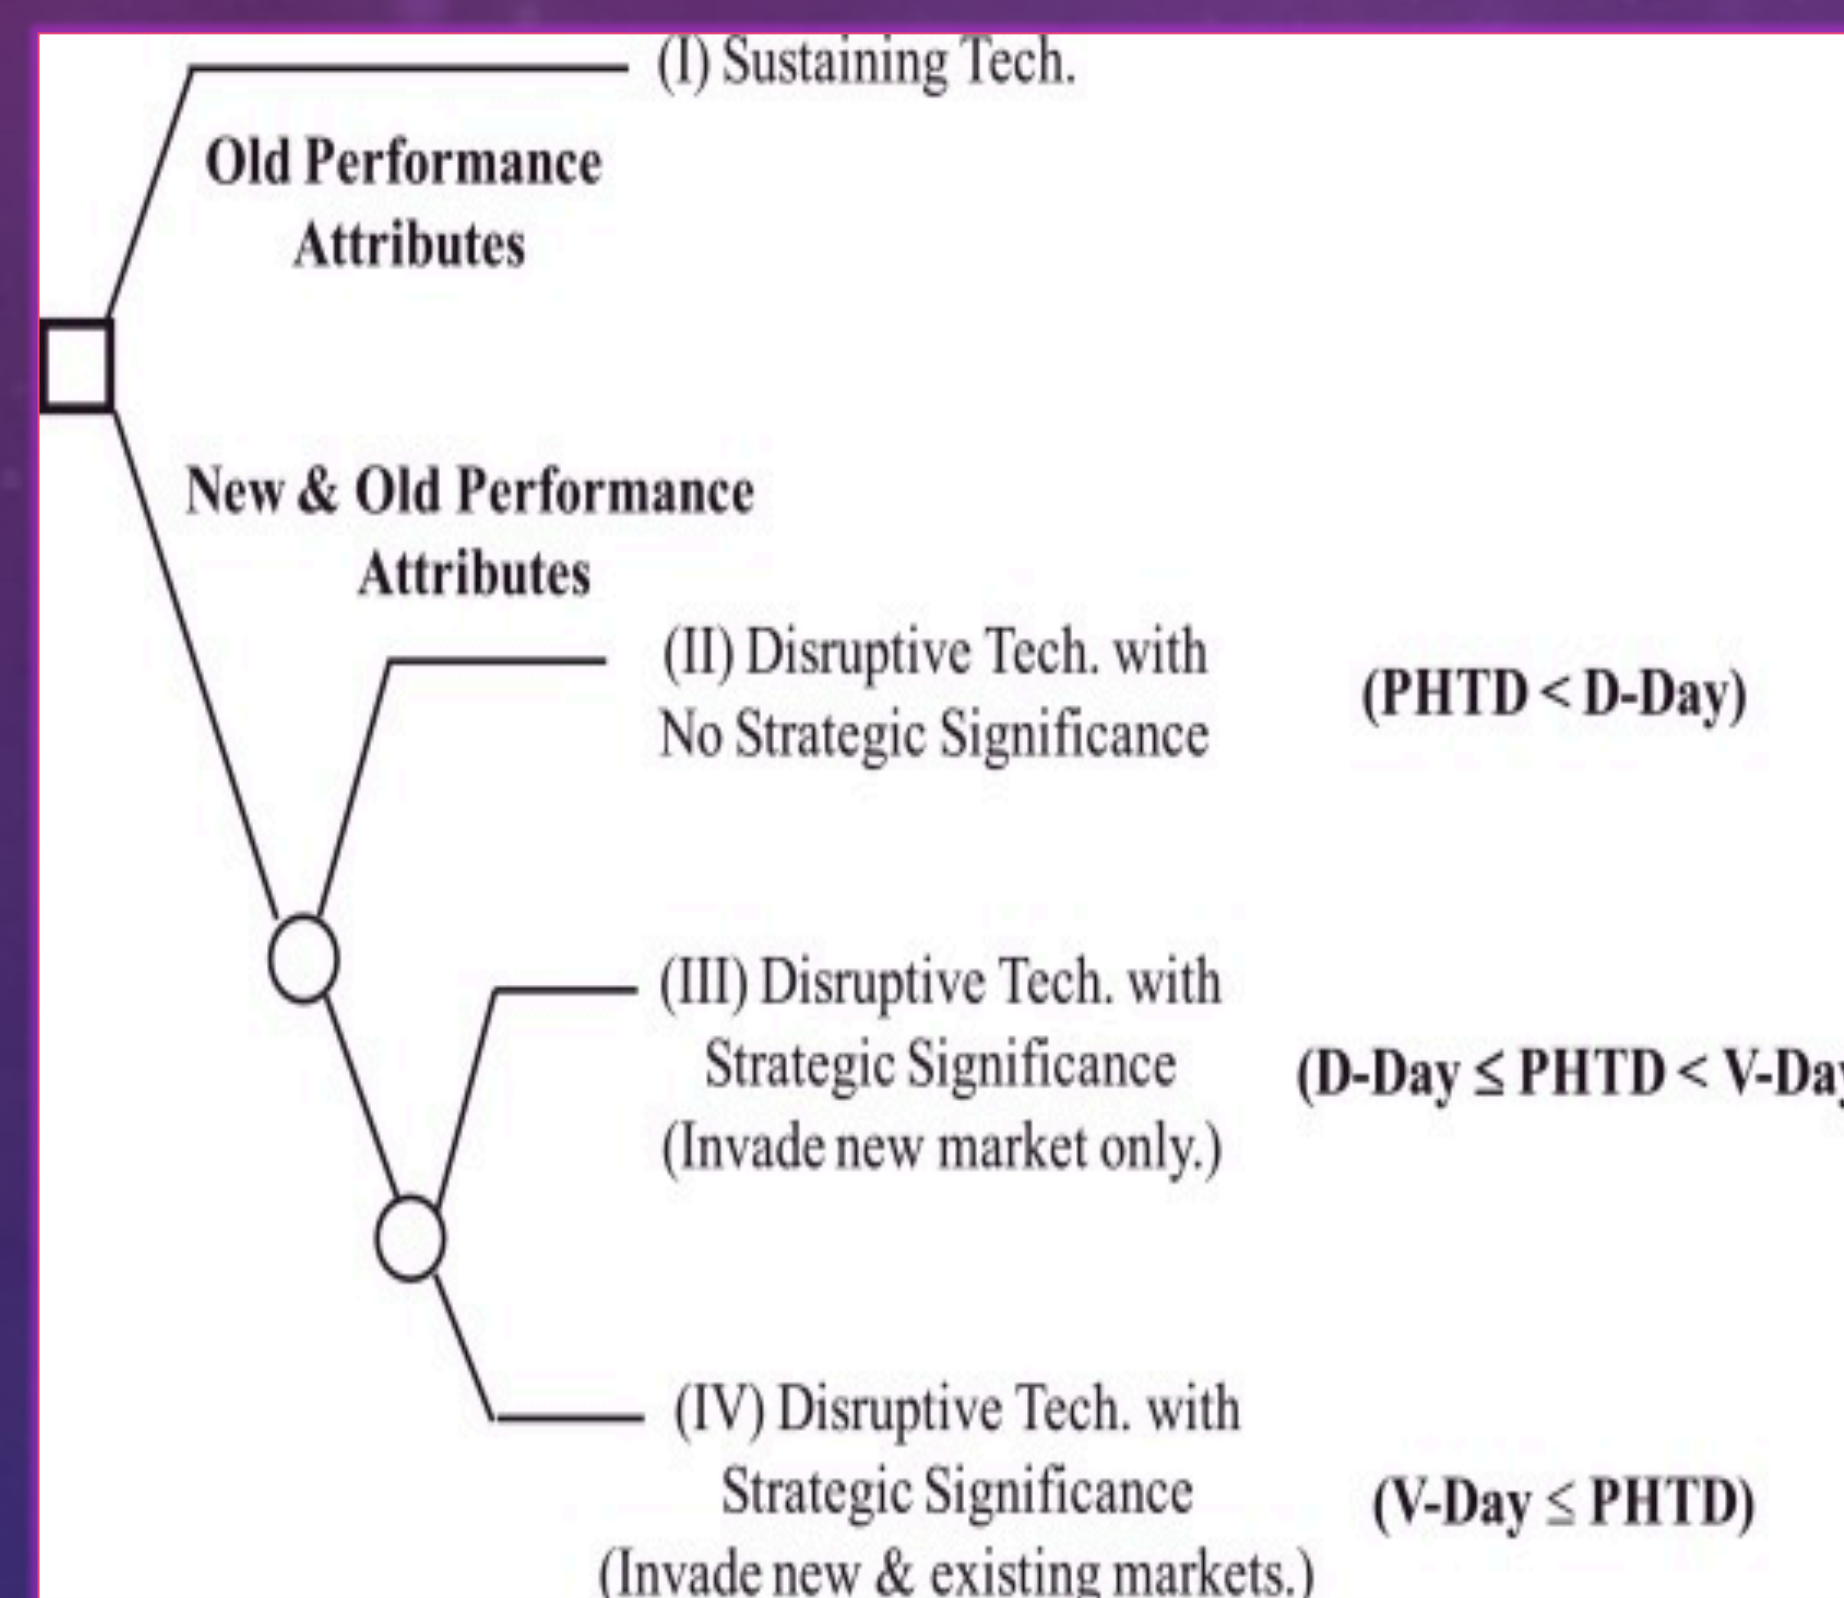 (I) Sustaining Tech.
Old Performance
Attributes
New & Old Performance
Attributes
(II) Disruptive Tech. with
No Strategic Significance
(PHTD < D-Day)
(III) Disruptive Tech. with
Strategic Significance
(Invade new market only.)
(D-Day ≤ PHTD < V-Day
(IV) Disruptive Tech. with
Strategic Significance
(Invade new & existing markets.)
(V-Day ≤ PHTD)